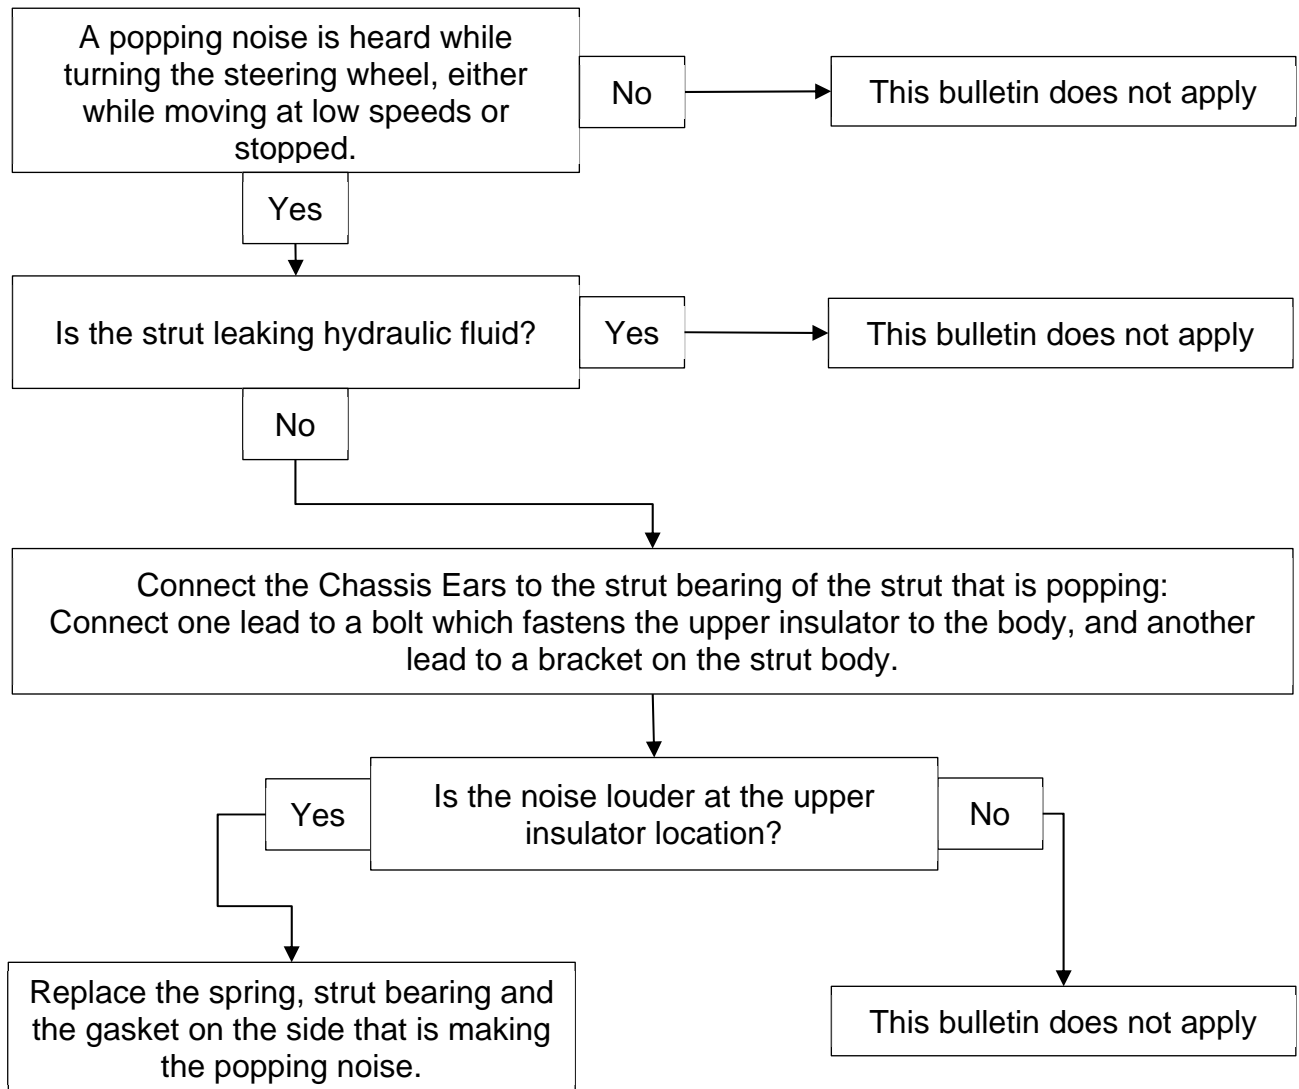 A popping noise is heard while
turning the steering wheel, either
while moving at low speeds or
stopped.
No
This bulletin does not apply
Yes
Is the strut leaking hydraulic fluid?
Yes
This bulletin does not apply
No
Connect the Chassis Ears to the strut bearing of the strut that is popping:
Connect one lead to a bolt which fastens the upper insulator to the body, and another
lead to a bracket on the strut body.
Yes
Is the noise louder at the upper
insulator location?
No
Replace the spring, strut bearing and
the gasket on the side that is making
the popping noise.
This bulletin does not apply